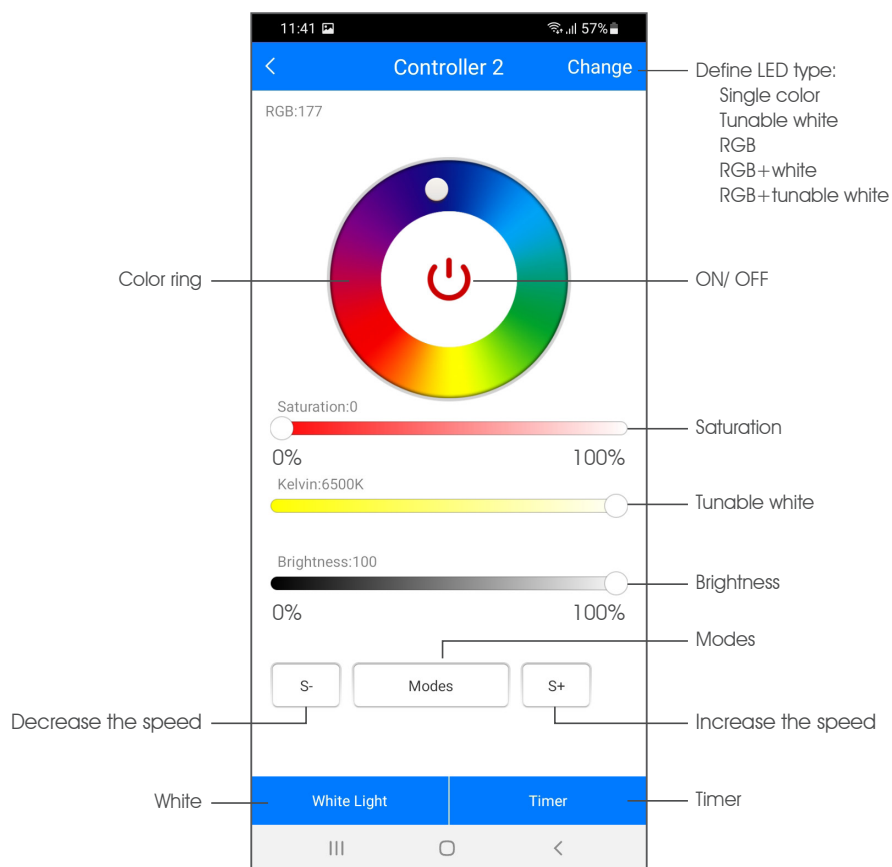 11:41 57%
Controller 2 Change
Define LED type:
Single color
Tunable white
RGB
RGB+white
RGB+tunable white
RGB:177
Color ring
ON/ OFF
Saturation:0
Saturation
0% 100%
Kelvin:6500K
Tunable white
Brightness:100
Brightness
0% 100%
Modes
S- Modes S+
Decrease the speed
Increase the speed
White
White Light Timer
Timer